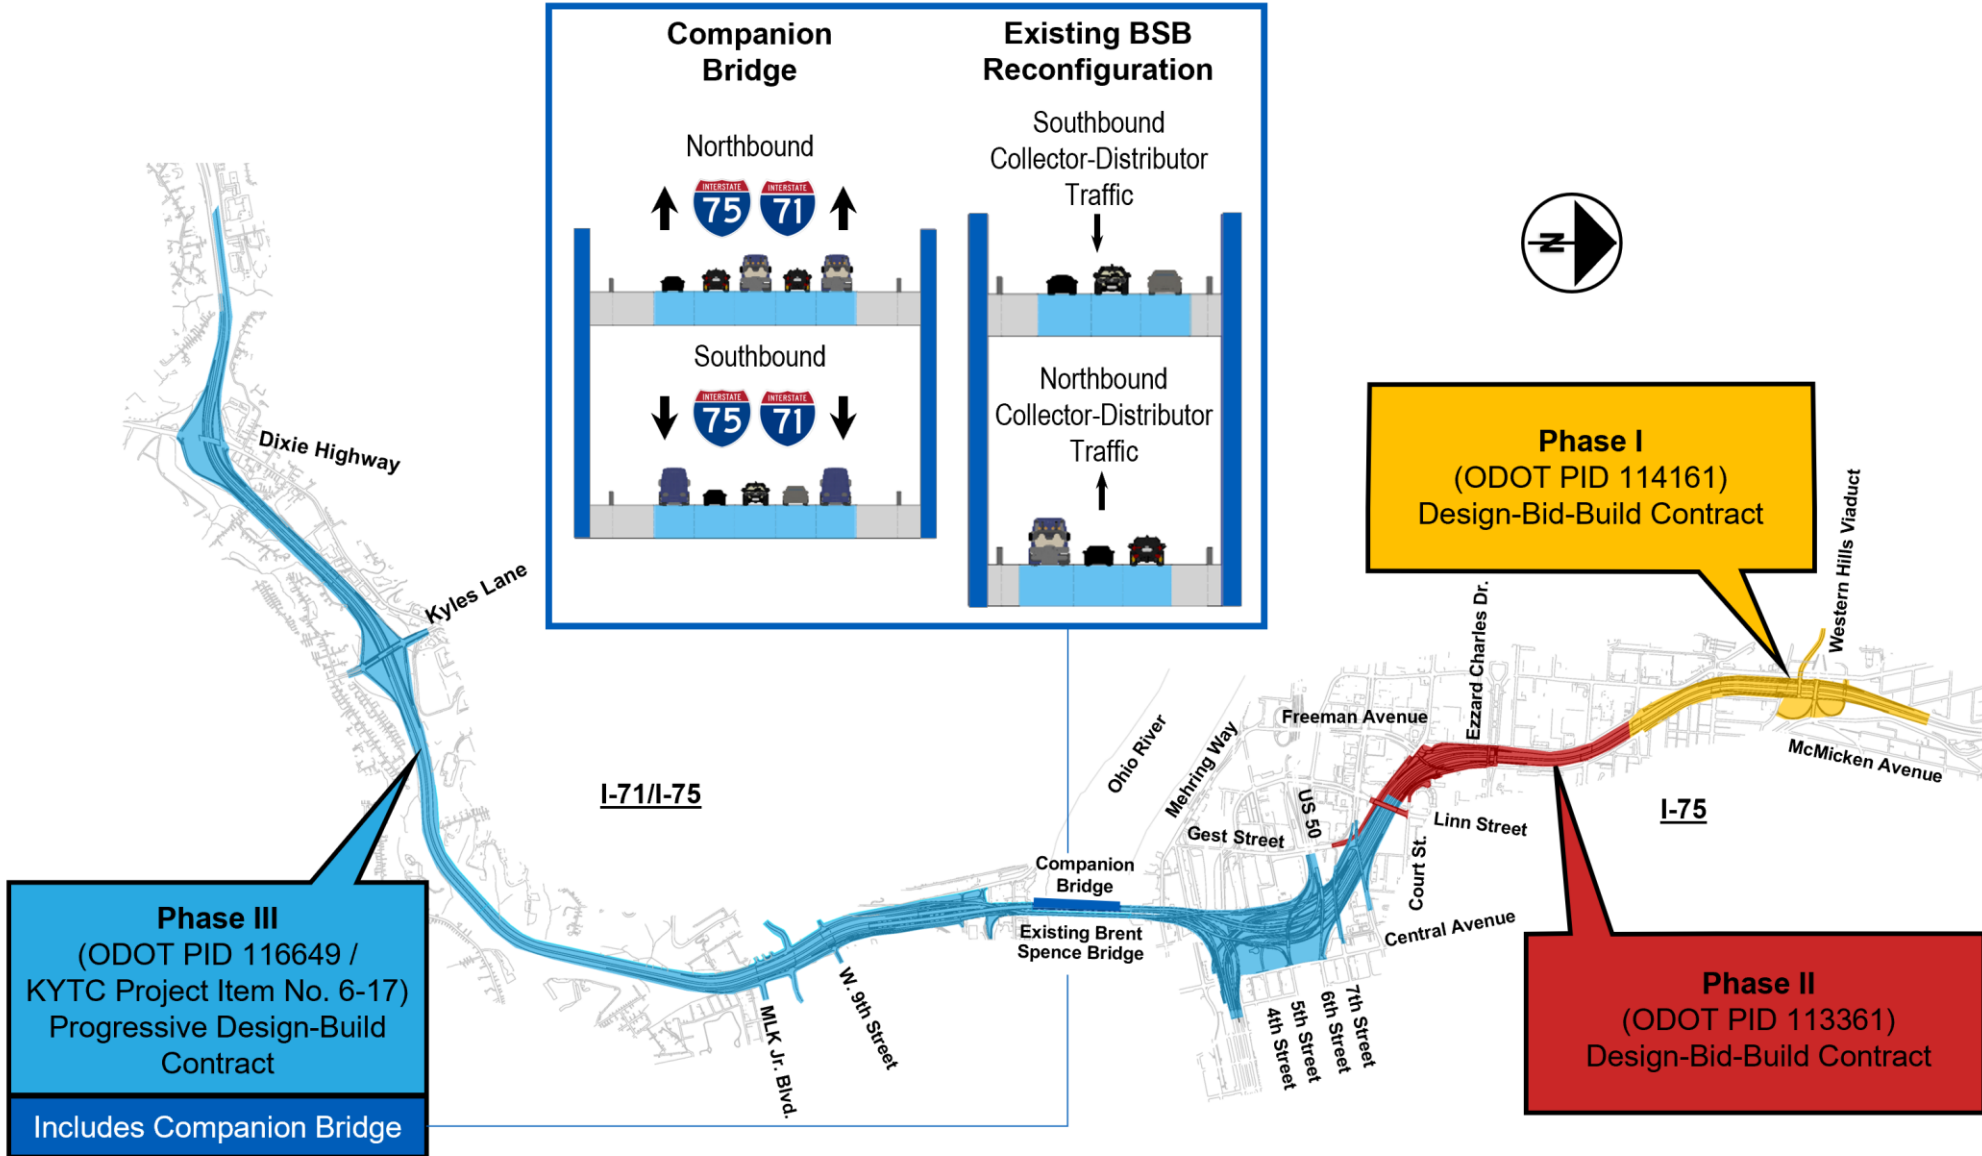 Companion
Bridge
Northbound
INTERSTATE
75
INTERSTATE
71
Southbound
INTERSTATE
75
INTERSTATE
71
Existing BSB
Reconfiguration
Southbound
Collector-Distributor
Traffic
Northbound
Collector-Distributor
Traffic
N
Phase I
(ODOT PID 114161)
Design-Bid-Build Contract
Dixie Highway
Kyles Lane
I-71/I-75
Phase III
(ODOT PID 116649 /
KYTC Project Item No. 6-17)
Progressive Design-Build
Contract
Includes Companion Bridge
MLK Jr. Blvd.
W. 9th Street
Companion
Bridge
Existing Brent
Spence Bridge
Ohio River
Mehring Way
Gest Street
US 50
Freeman Avenue
Ezzard Charles Dr.
Western Hills Viaduct
McMicken Avenue
I-75
Linn Street
Court St.
Central Avenue
4th Street
5th Street
6th Street
7th Street
Phase II
(ODOT PID 113361)
Design-Bid-Build Contract